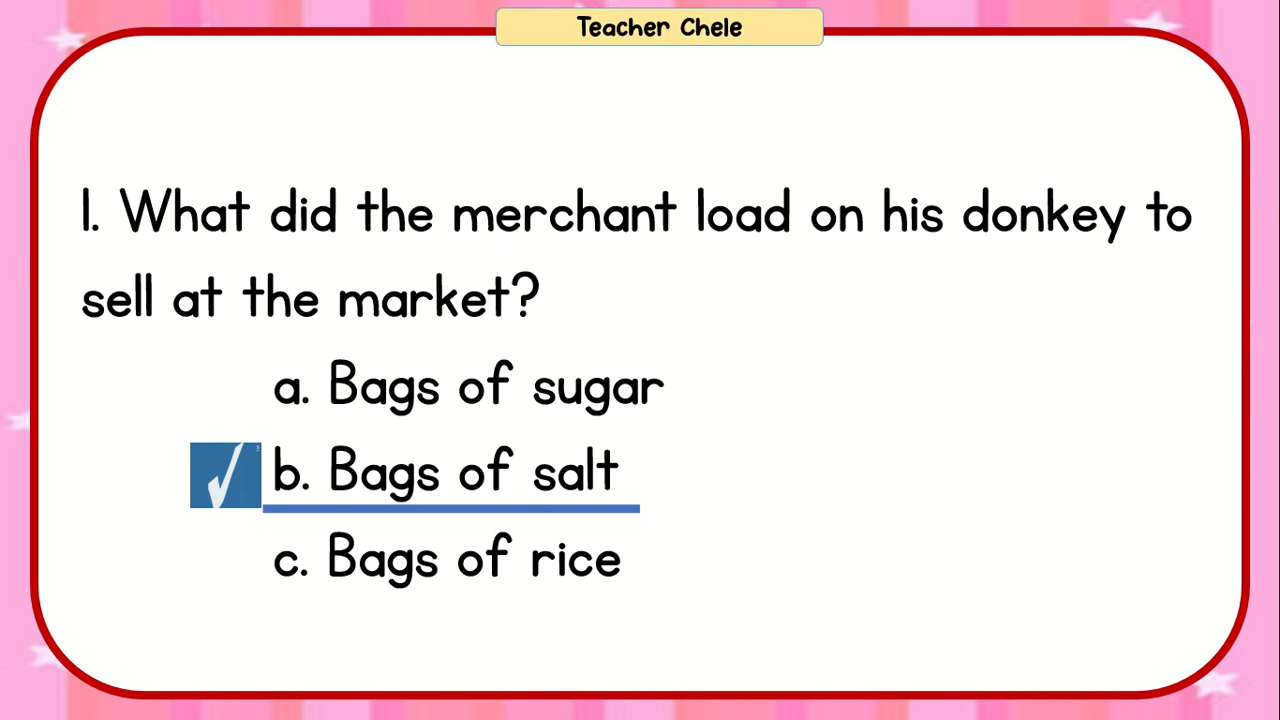 Teacher Chele
1. What did the merchant load on his donkey to
sell at the market?
a. Bags of sugar
b. Bags of salt
c. Bags of rice